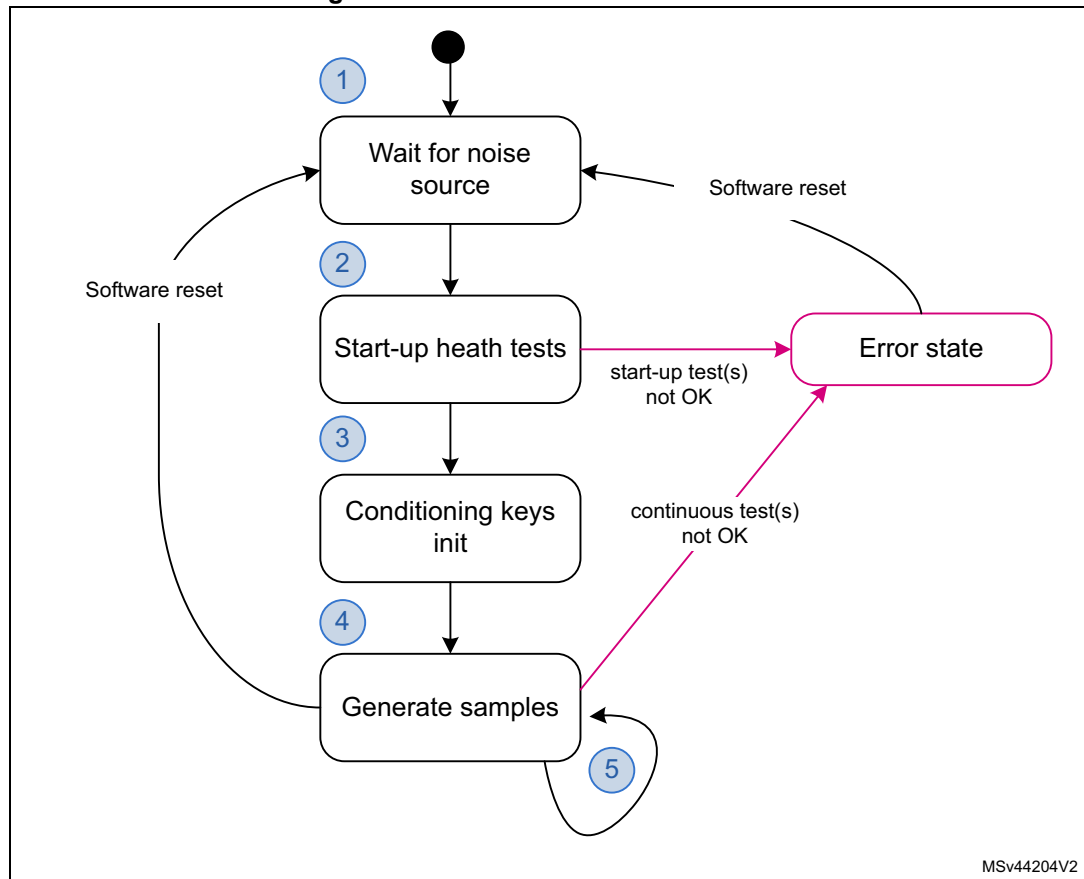 1
Wait for noise
source
Software reset
2
Software reset
Start-up heath tests
start-up test(s)
not OK
Error state
3
Conditioning keys
init
continuous test(s)
not OK
4
Generate samples
5
MSv44204V2